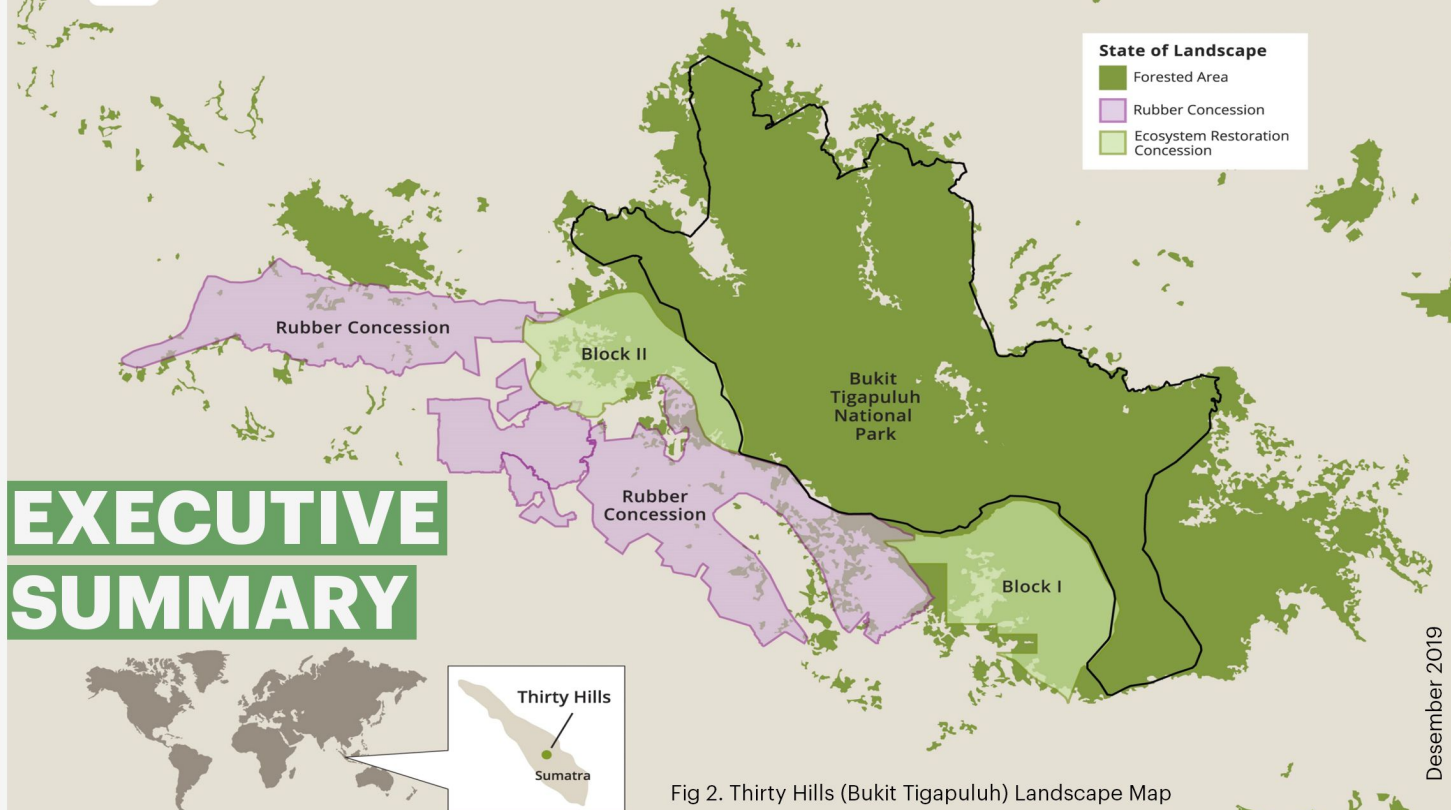 State of Landscape
Forested Area
Rubber Concession
Ecosystem Restoration
Concession
Rubber Concession
Block II
Bukit
Tigapuluh
National
Park
Rubber
Concession
Block I
EXECUTIVE
SUMMARY
Thirty Hills
Sumatra
Fig 2. Thirty Hills (Bukit Tigapuluh) Landscape Map
Desember 2019